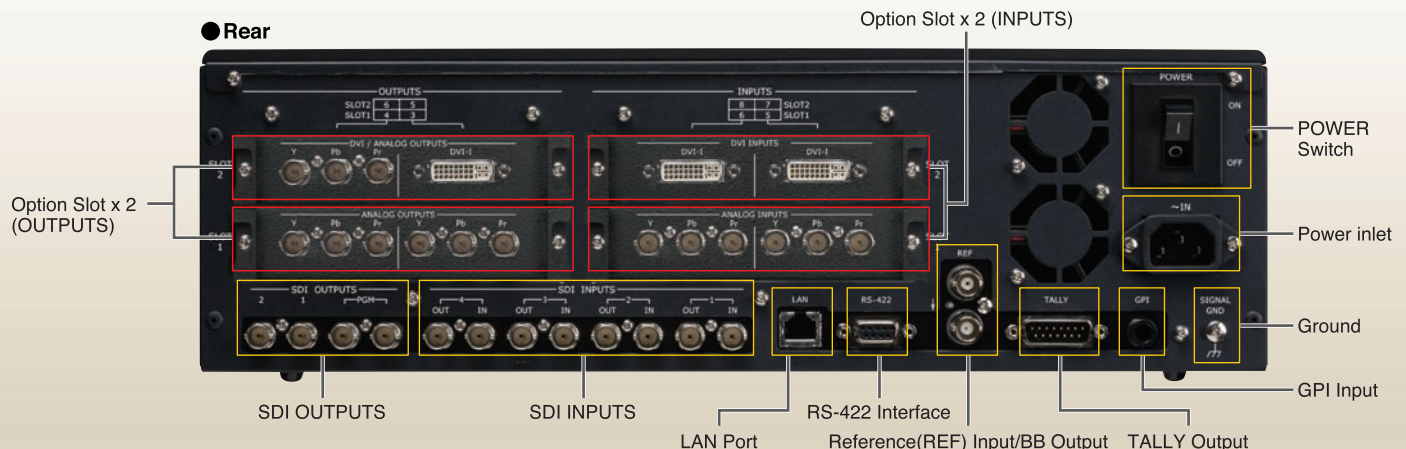 Option Slot x 2 (INPUTS)
● Rear
OUTPUTS
SLOT2 6 5
SLOT1 4 3
INPUTS
8 7 SLOT2
6 5 SLOT1
POWER
ON
OFF
POWER
Switch
DVI / ANALOG OUTPUTS
Y Pb Pr DVI-I
SLOT
2
DVI INPUTS
DVI-I DVI-I
SLOT
2
Option Slot x 2
(OUTPUTS)
ANALOG OUTPUTS
Y Pb Pr Y Pb Pr
SLOT
1
ANALOG INPUTS
Y Pb Pr Y Pb Pr
SLOT
1
~IN
Power inlet
SDI OUTPUTS
2 1 PGM
SDI INPUTS
4 3 2 1
OUT IN OUT IN OUT IN OUT IN
LAN
RS-422
REF
TALLY
GPI
SIGNAL
GND
Ground
GPI Input
SDI OUTPUTS
SDI INPUTS
RS-422 Interface
LAN Port
Reference(REF) Input/BB Output
TALLY Output